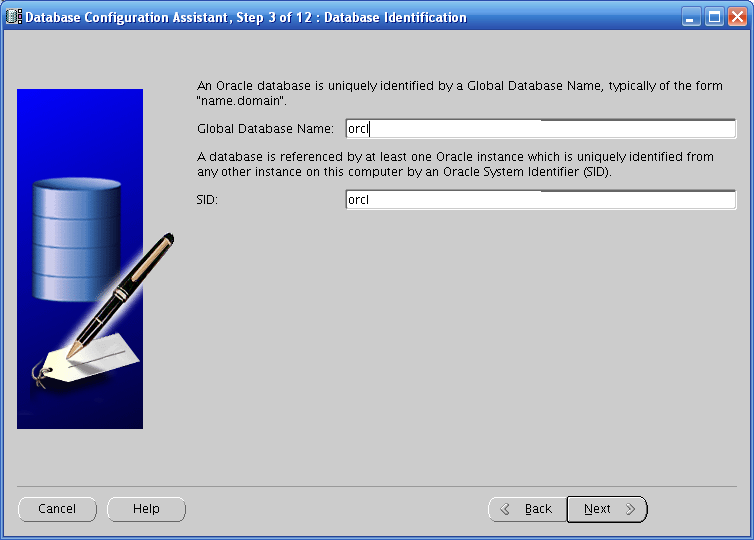 Database Configuration Assistant, Step 3 of 12 : Database Identification
An Oracle database is uniquely identified by a Global Database Name, typically of the form
"name.domain".
Global Database Name: orcl
A database is referenced by at least one Oracle instance which is uniquely identified from
any other instance on this computer by an Oracle System Identifier (SID).
SID: orcl
Cancel Help Back Next